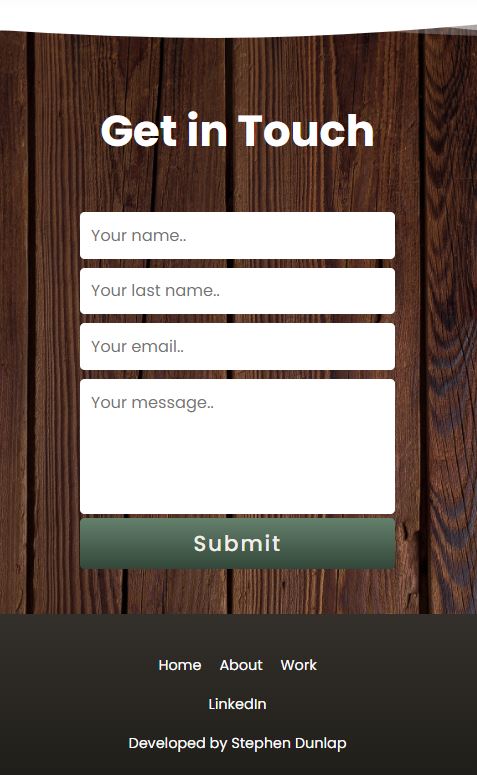 Get in Touch
Your name..
Your last name..
Your email..
Your message..
Submit
Home About Work
LinkedIn
Developed by Stephen Dunlap